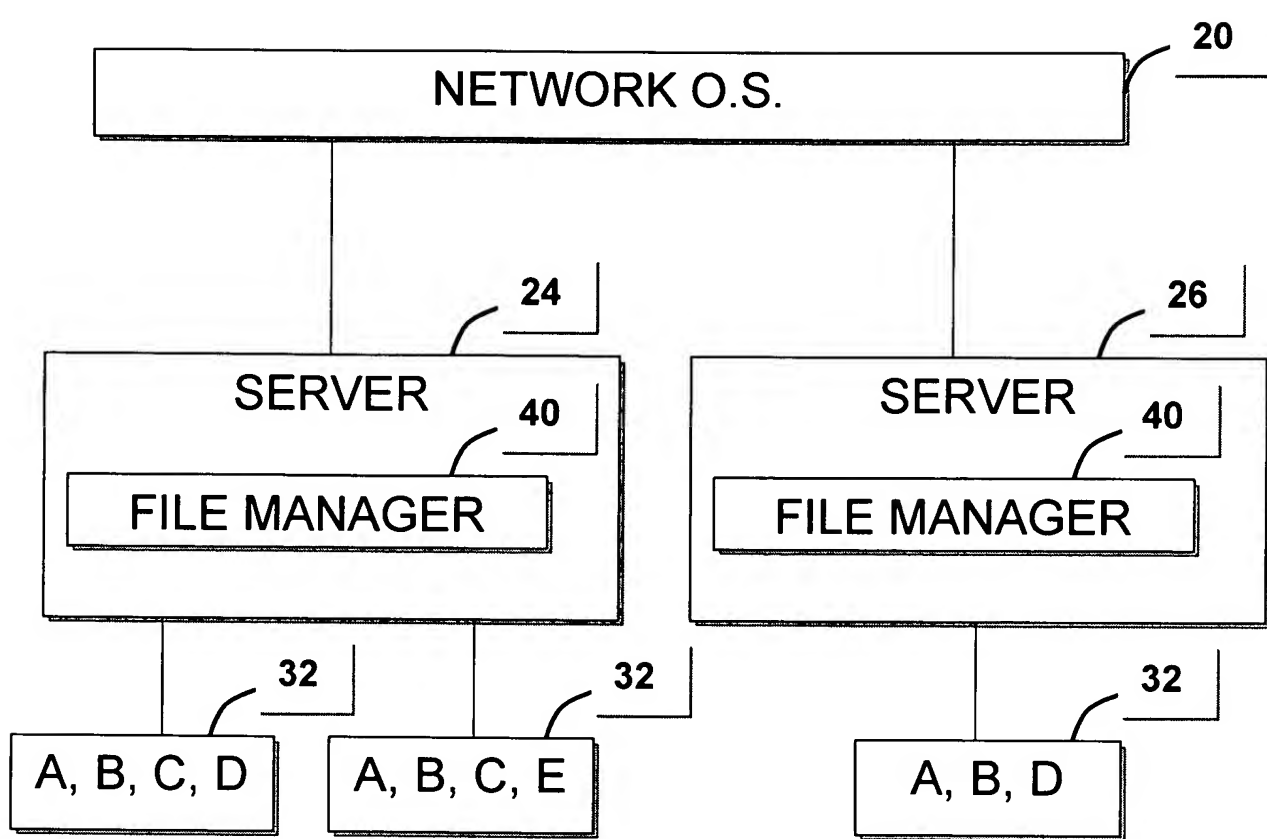 20
NETWORK O.S.
24
26
SERVER
SERVER
40
40
FILE MANAGER
FILE MANAGER
32
32
32
A, B, C, D
A, B, C, E
A, B, D